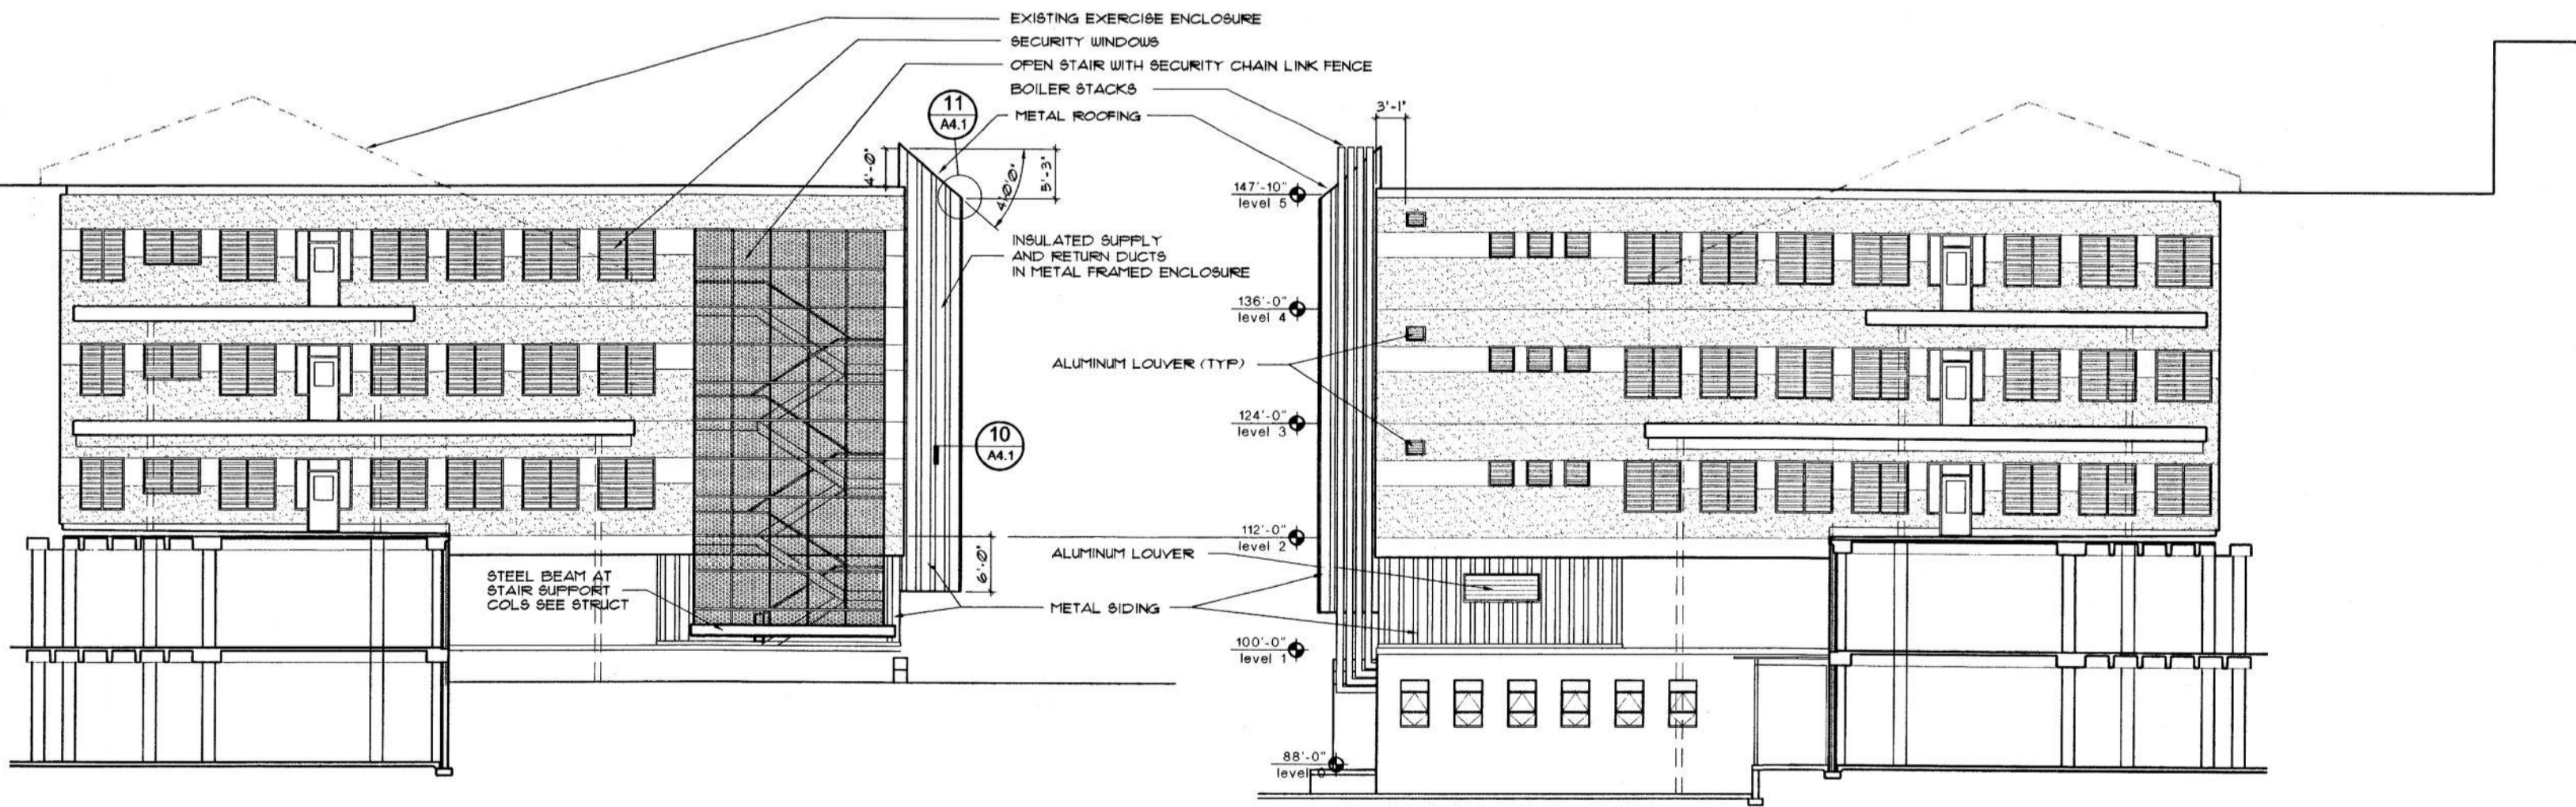 EXISTING EXERCISE ENCLOSURE
SECURITY WINDOWS
OPEN STAIR WITH SECURITY CHAIN LINK FENCE
BOILER STACKS
METAL ROOFING
11
A4.1
3'-1"
4'-0"
5'-3"
4'-0'0"
147'-10"
level 5
INSULATED SUPPLY
AND RETURN DUCTS
IN METAL FRAMED ENCLOSURE
136'-0"
level 4
ALUMINUM LOUVER (TYP)
124'-0"
level 3
10
A4.1
112'-0"
level 2
ALUMINUM LOUVER
6'-0"
STEEL BEAM AT
STAIR SUPPORT
COLS SEE STRUCT
METAL SIDING
100'-0"
level 1
88'-0"
level 0